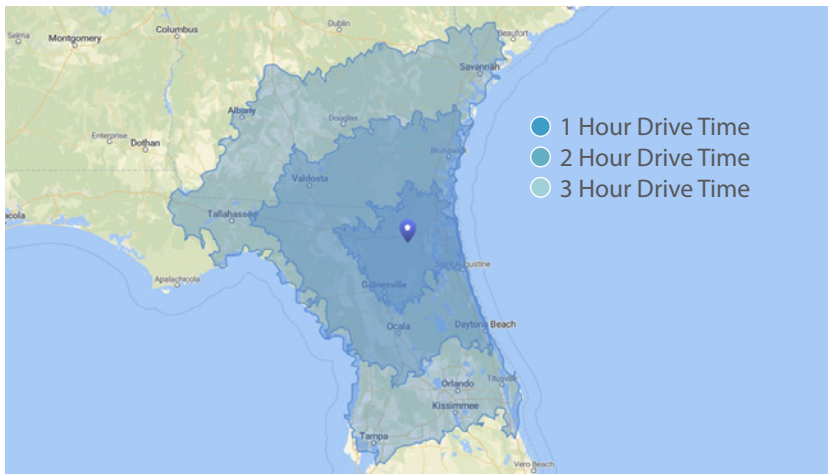 Dublin
Beaufort
Selma
Montgomery
Columbus
Savannah
Albany
Douglas
Enterprise
Dothan
Brunswick
Valdosta
Tallahassee
acola
Saint Augustine
Apalachicola
Gainesville
Ocala
Daytona Beach
Orlando
Titusville
Kissimmee
Tampa
Vero Beach
1 Hour Drive Time
2 Hour Drive Time
3 Hour Drive Time